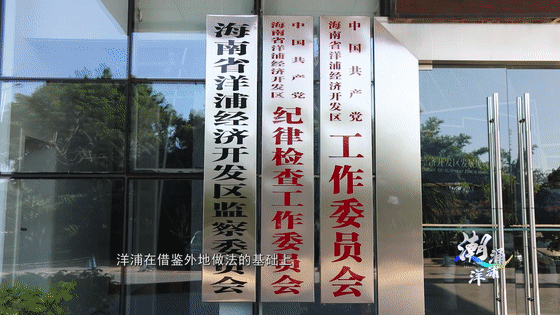 中国共产党
海南省洋浦经济开发区
工作委员会
中国共产党
海南省洋浦经济开发区
纪律检查工作委员会
海南省洋浦经济开发区监察委员会
洋浦在借鉴外地做法的基础上
潮涌
洋浦